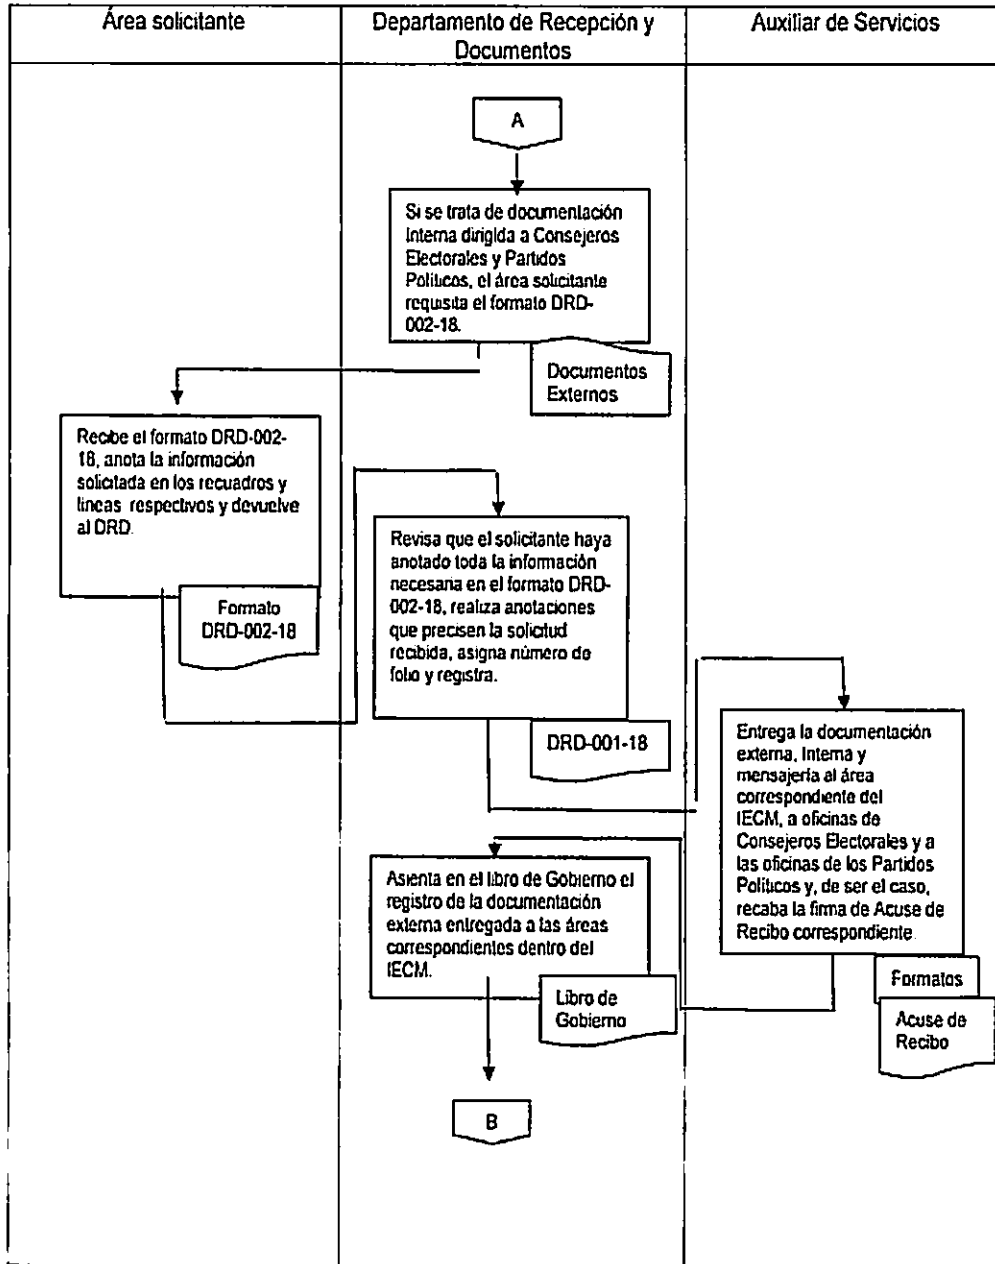 Área solicitante
Departamento de Recepción y
Documentos
Auxiliar de Servicios
A
Si se trata de documentación
Interna dirigida a Consejeros
Electorales y Partidos
Políticos, el área solicitante
requisita el formato DRD-
002-18.
Documentos
Externos
Recibe el formato DRD-002-
18, anota la información
solicitada en los recuadros y
líneas respectivos y devuelve
al DRD.
Formato
DRD-002-18
Revisa que el solicitante haya
anotado toda la información
necesaria en el formato DRD-
002-18, realiza anotaciones
que precisen la solicitud
recibida, asigna número de
folio y registra.
DRD-001-18
Entrega la documentación
externa, Interna y
mensajería al área
correspondiente del
IECM, a oficinas de
Consejeros Electorales y a
las oficinas de los Partidos
Políticos y, de ser el caso,
recaba la firma de Acuse de
Recibo correspondiente
Formatos
Acuse de
Recibo
Asienta en el libro de Gobierno el
registro de la documentación
externa entregada a las áreas
correspondientes dentro del
IECM.
Libro de
Gobierno
B